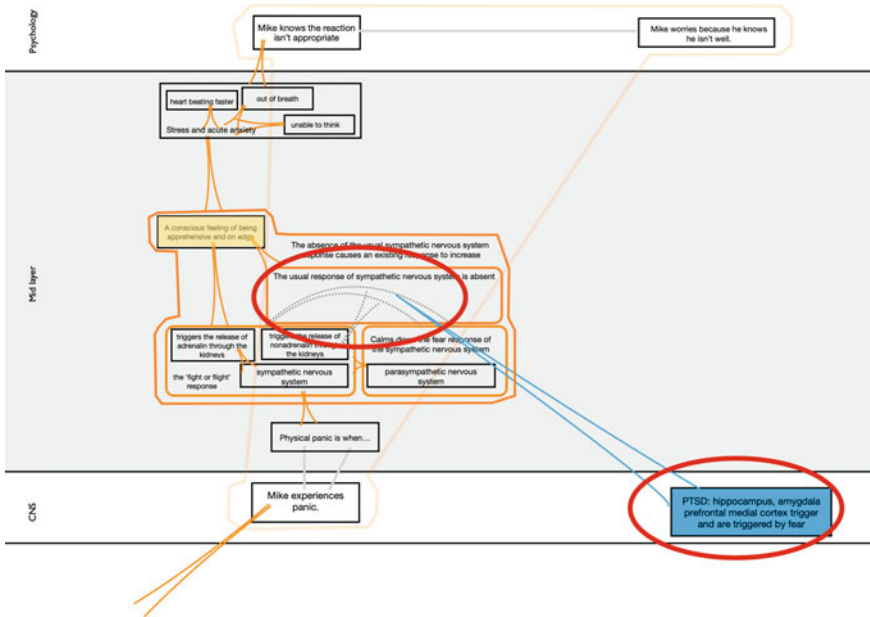 Psychology
Mike knows the reaction
isn't appropriate
Mike worries because he knows
he isn't well.
Mid layer
heart beating faster
out of breath
unable to think
Stress and acute anxiety
A conscious feeling of being
apprehensive and on edge
The absence of the usual sympathetic nervous system
response causes an existing response to increase
The usual response of sympathetic nervous system is absent
triggers the release of
adrenalin through the
kidneys
triggers the release of
nonadrenalin through
the kidneys
the 'fight or flight'
response
sympathetic nervous
system
Calms down the fear response of
the sympathetic nervous system
parasympathetic nervous
system
Physical panic is when....
CNS
Mike experiences
panic.
PTSD: hippocampus, amygdala
prefrontal medial cortex trigger
and are triggered by fear